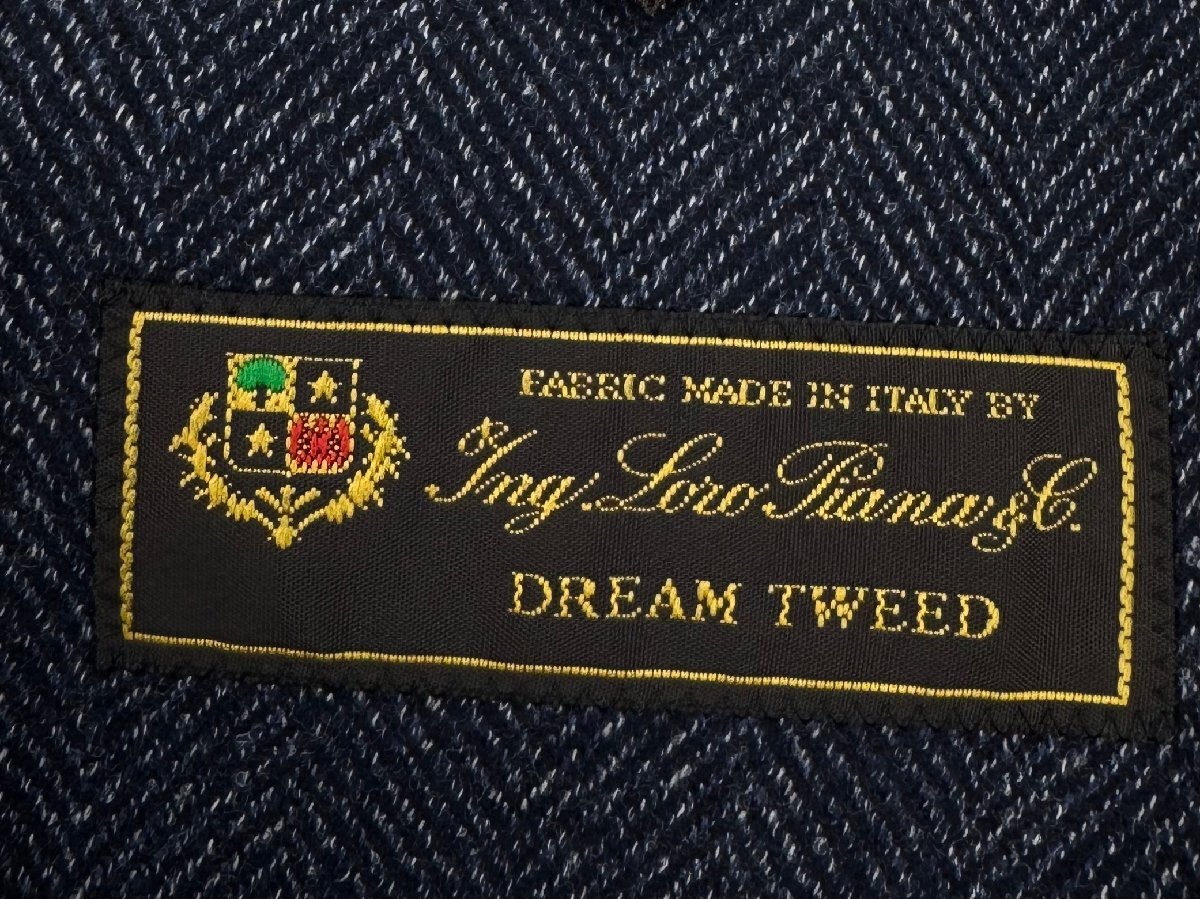 FABRIC MADE IN ITALY BY
Ing. Loro Piana & C.
DREAM TWEED